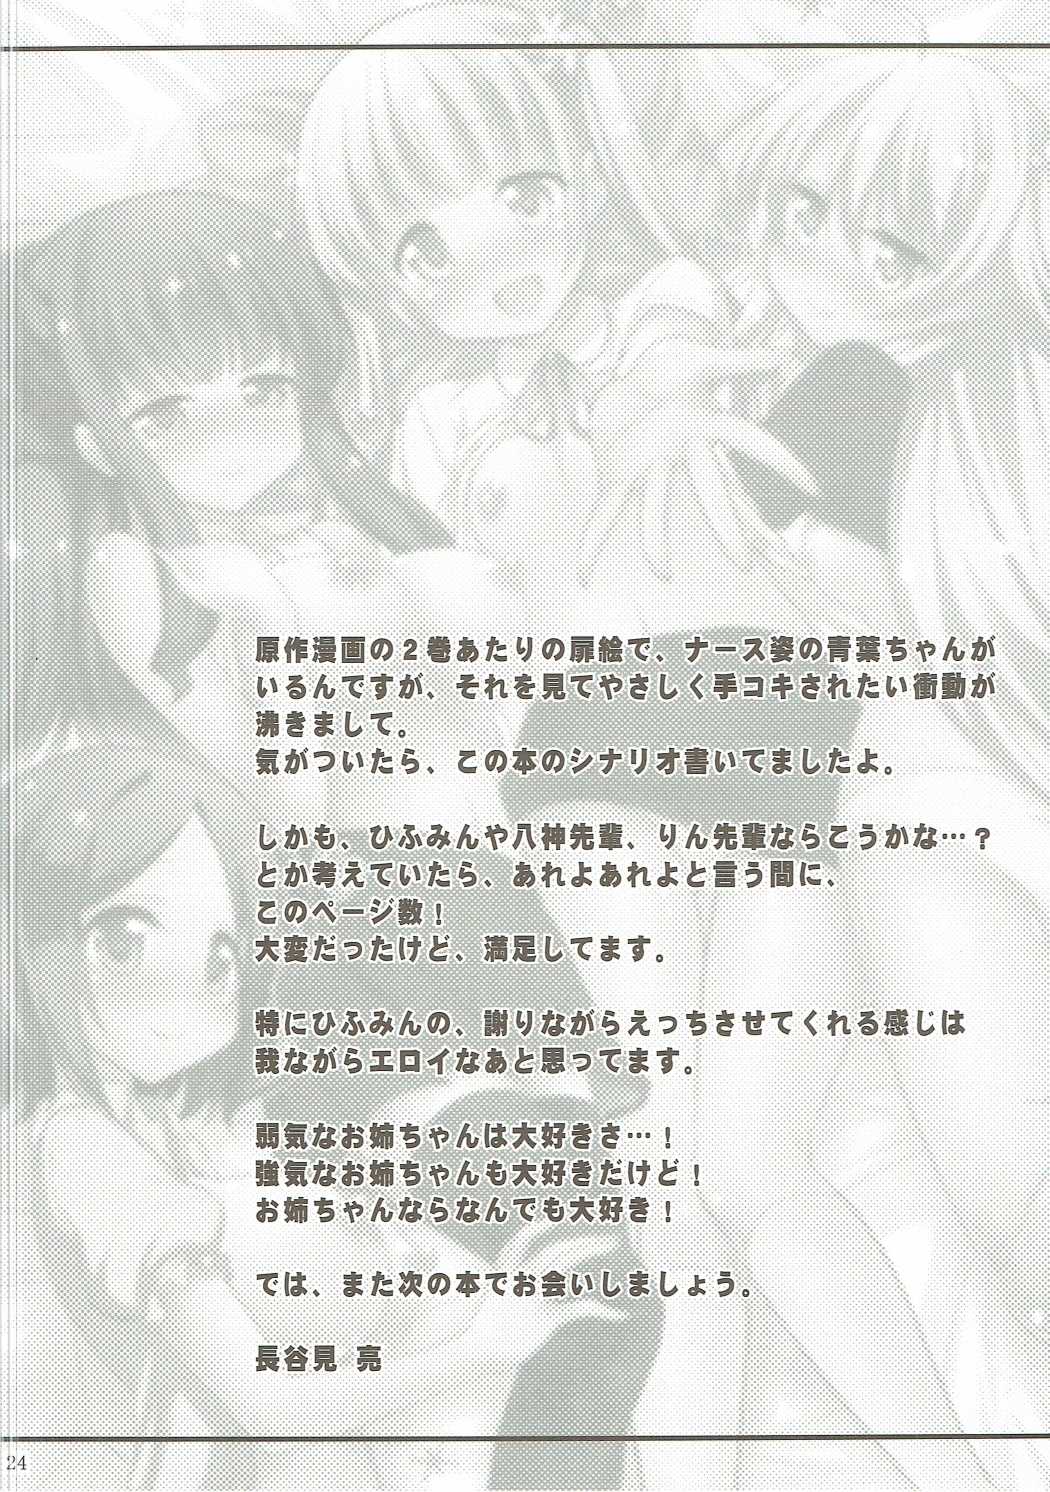 原作漫画の2巻あたりの扉絵で、ナース姿の青葉ちゃんが
いるんですが、それを見てやさしく手コキされたい衝動が
沸きまして。
気がついたら、この本のシナリオ書いてましたよ。
しかも、ひふみんや八神先輩、りん先輩ならこうかな…?
とか考えていたら、あれよあれよと言う間に、
このページ数!
大変だったけど、満足してます。
特にひふみんの、謝りながらえっちさせてくれる感じは
我ながらエロイなあと思ってます。
弱気なお姉ちゃんは大好きさ…!
強気なお姉ちゃんも大好きだけど!
お姉ちゃんならなんでも大好き!
では、また次の本でお会いしましょう。
長谷見 亮
24